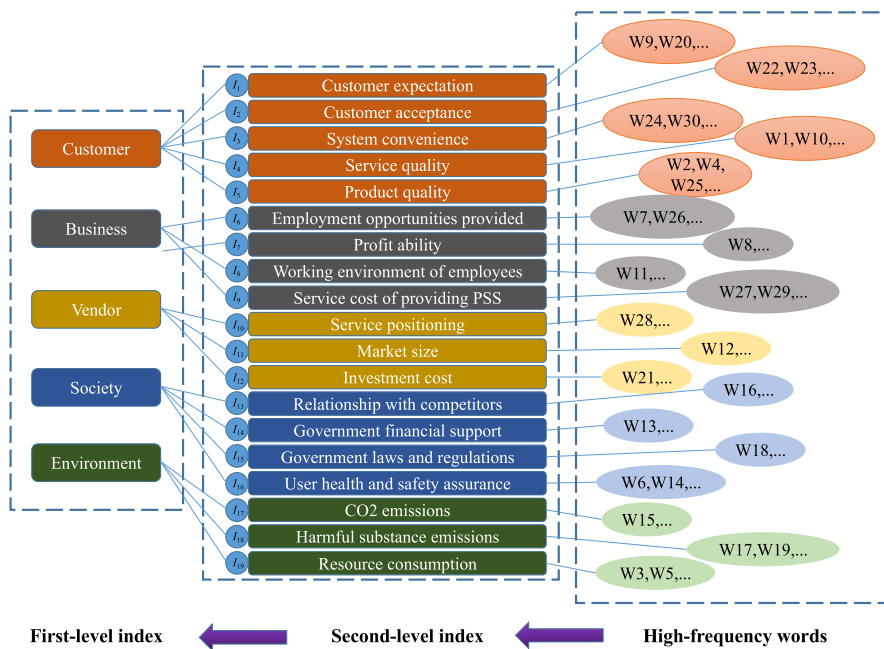 Customer
Business
Vendor
Society
Environment
I1 Customer expectation
I2 Customer acceptance
I3 System convenience
I4 Service quality
I5 Product quality
I6 Employment opportunities provided
I7 Profit ability
I8 Working environment of employees
I9 Service cost of providing PSS
I10 Service positioning
I11 Market size
I12 Investment cost
I13 Relationship with competitors
I14 Government financial support
I15 Government laws and regulations
I16 User health and safety assurance
I17 CO2 emissions
I18 Harmful substance emissions
I19 Resource consumption
W9,W20,...
W22,W23,...
W24,W30,...
W1,W10,...
W2,W4,
W25,...
W7,W26,...
W8,...
W11,...
W27,W29,...
W28,...
W12,...
W21,...
W16,...
W13,...
W18,...
W6,W14,...
W15,...
W17,W19,...
W3,W5,...
First-level index
Second-level index
High-frequency words